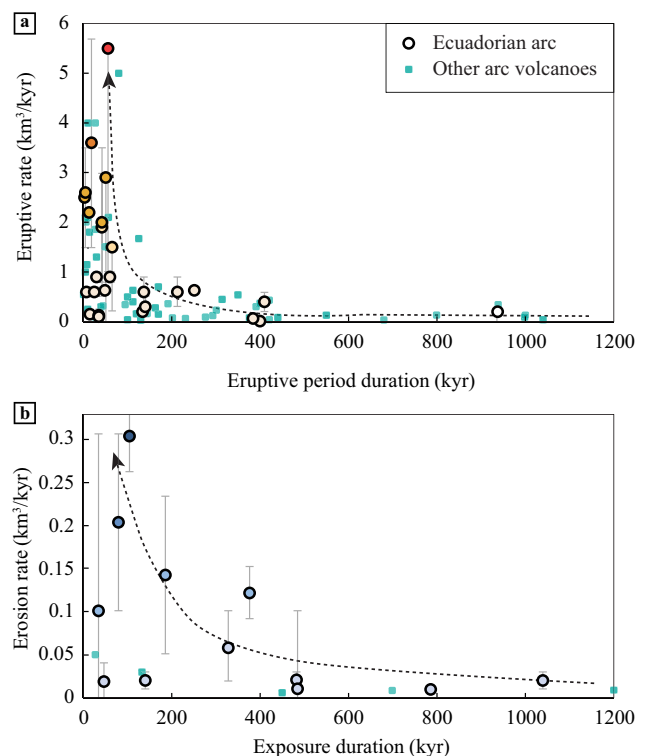 a
6
5
4
3
2
1
0
Eruptive rate (km³/kyr)
Ecuadorian arc
Other arc volcanoes
0 200 400 600 800 1000 1200
Eruptive period duration (kyr)
b
0.3
0.25
0.2
0.15
0.1
0.05
0
Erosion rate (km³/kyr)
0 200 400 600 800 1000 1200
Exposure duration (kyr)